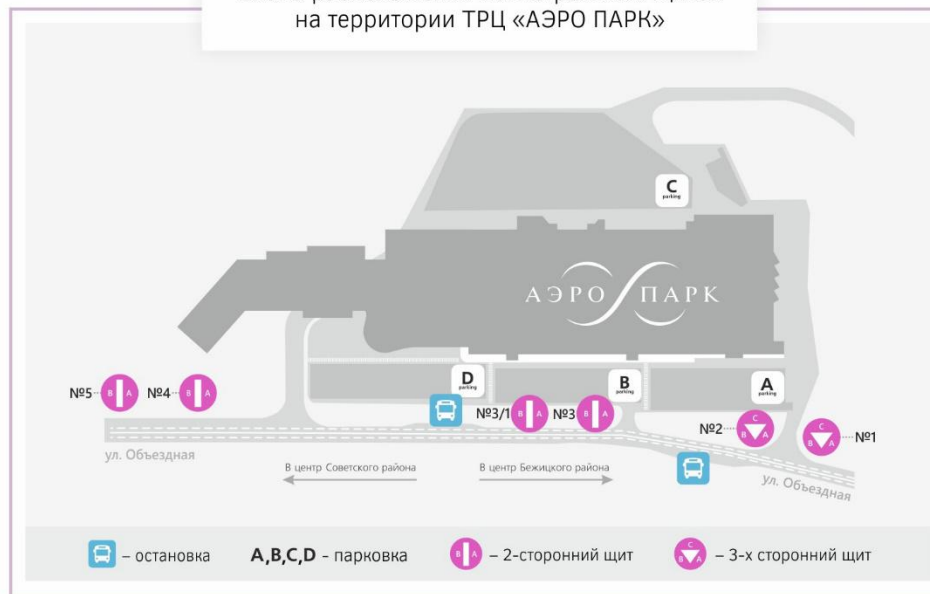 на территории ТРЦ «АЭРО ПАРК»
C
parking
АЭРО ПАРК
D
parking
B
parking
A
parking
№5 B A №4 B A
№3/1 B A №3 B A
№2 C B A
C B A №1
ул. Объездная
В центр Советского района
В центр Бежицкого района
ул. Объездная
– остановка
A,B,C,D - парковка
B A – 2-сторонний щит
C B A – 3-х сторонний щит